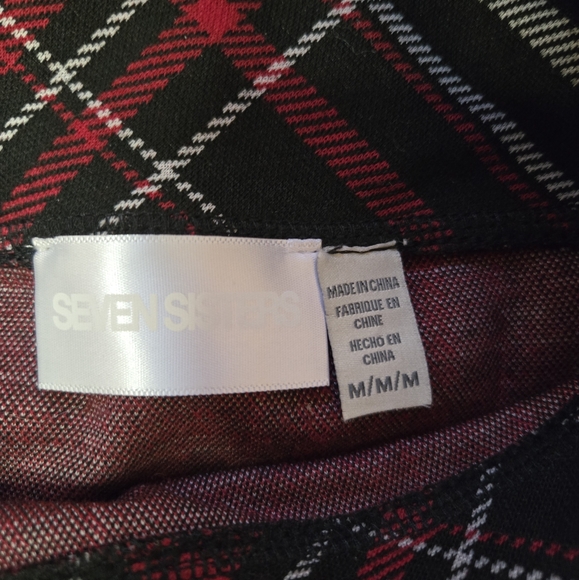 SEVEN SISTERS
MADE IN CHINA
FABRIQUE EN
CHINE
HECHO EN
CHINA
M/M/M